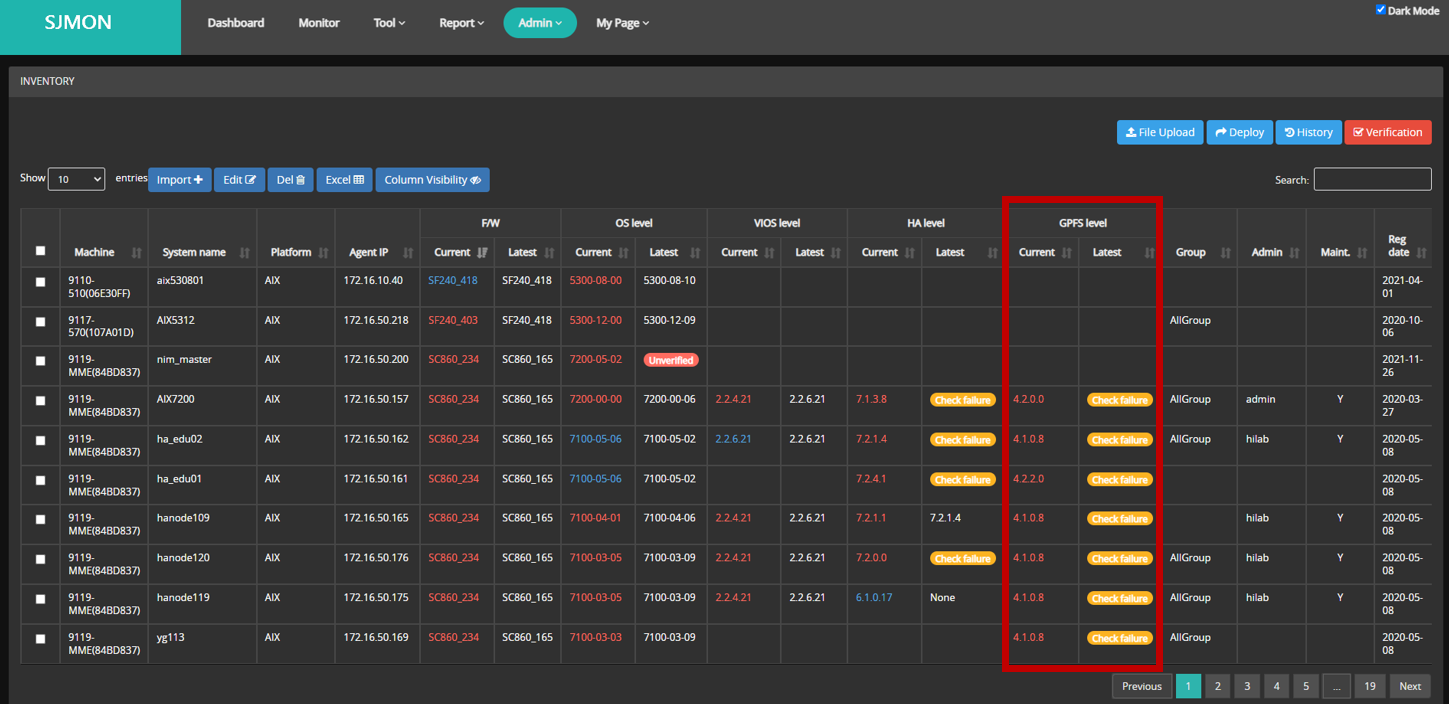 SJMON
Dashboard Monitor Tool Report Admin My Page
Dark Mode
INVENTORY
File Upload Deploy History Verification
Show 10 entries Import Edit Del Excel Column Visibility Search:
F/W OS level VIOS level HA level GPFS level
Machine System name Platform Agent IP Current Latest Current Latest Current Latest Current Latest Current Latest Group Admin Maint. Reg
date
9110- aix530801 AIX 172.16.10.40 SF240_418 SF240_418 5300-08-00 5300-08-10 2021-04-
510(06E30FF) 01
9117- AIX5312 AIX 172.16.50.218 SF240_403 SF240_418 5300-12-00 5300-12-09 AllGroup 2020-10-
570(107A01D) 06
9119- nim_master AIX 172.16.50.200 SC860_234 SC860_165 7200-05-02 Unverified 2021-11-
MME(84BD837) 26
9119- AIX7200 AIX 172.16.50.157 SC860_234 SC860_165 7200-00-00 7200-00-06 2.2.4.21 2.2.6.21 7.1.3.8 Check failure 4.2.0.0 Check failure AllGroup admin Y 2020-03-
MME(84BD837) 27
9119- ha_edu02 AIX 172.16.50.162 SC860_234 SC860_165 7100-05-06 7100-05-02 2.2.6.21 2.2.6.21 7.2.1.4 Check failure 4.1.0.8 Check failure AllGroup hilab Y 2020-05-
MME(84BD837) 08
9119- ha_edu01 AIX 172.16.50.161 SC860_234 SC860_165 7100-05-06 7100-05-02 7.2.4.1 Check failure 4.2.2.0 Check failure 2020-05-
MME(84BD837) 08
9119- hanode109 AIX 172.16.50.165 SC860_234 SC860_165 7100-04-01 7100-04-06 2.2.4.21 2.2.6.21 7.2.1.1 7.2.1.4 4.1.0.8 Check failure hilab Y 2020-05-
MME(84BD837) 08
9119- hanode120 AIX 172.16.50.176 SC860_234 SC860_165 7100-03-05 7100-03-09 2.2.4.21 2.2.6.21 7.2.0.0 Check failure 4.1.0.8 Check failure AllGroup hilab Y 2020-05-
MME(84BD837) 08
9119- hanode119 AIX 172.16.50.175 SC860_234 SC860_165 7100-03-05 7100-03-09 2.2.4.21 2.2.6.21 6.1.0.17 None 4.1.0.8 Check failure AllGroup hilab Y 2020-05-
MME(84BD837) 08
9119- yg113 AIX 172.16.50.169 SC860_234 SC860_165 7100-03-03 7100-03-09 4.1.0.8 Check failure AllGroup 2020-05-
MME(84BD837) 08
Previous 1 2 3 4 5 ... 19 Next